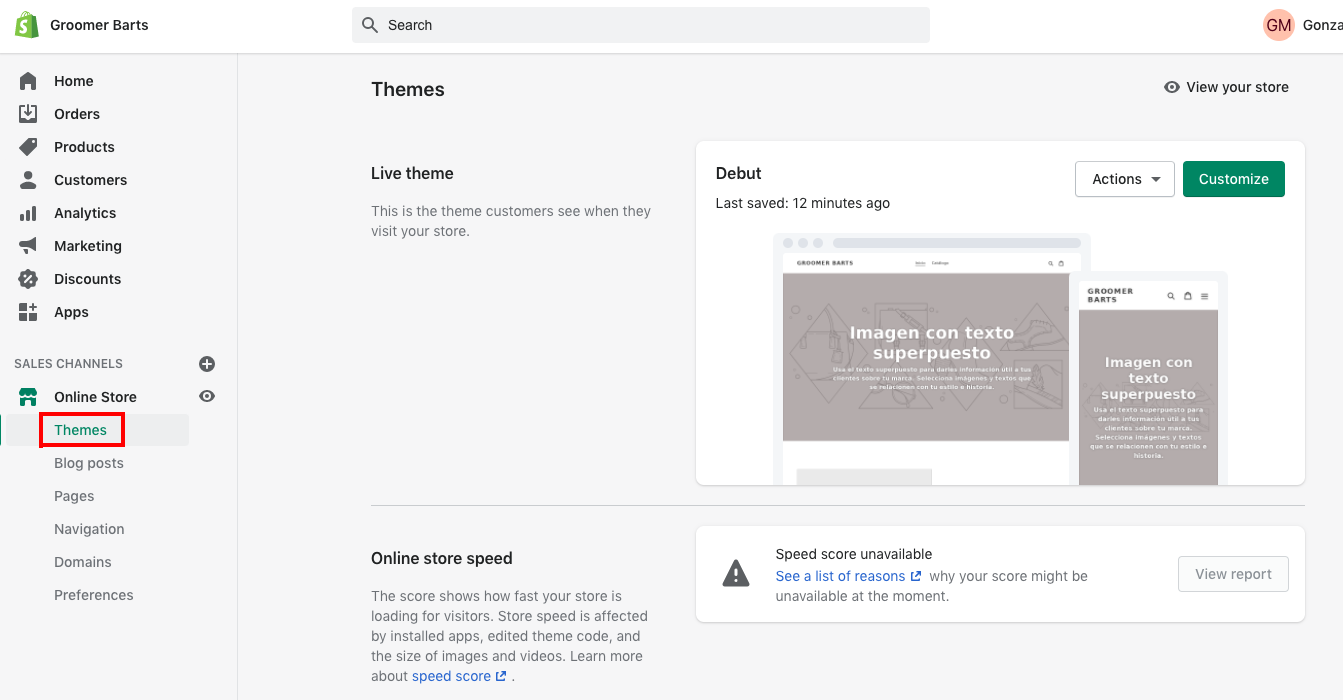 Groomer Barts
Search
GM Gonza
Home
Orders
Products
Customers
Analytics
Marketing
Discounts
Apps
SALES CHANNELS
Online Store
Themes
Blog posts
Pages
Navigation
Domains
Preferences
Themes
View your store
Live theme
This is the theme customers see when they
visit your store.
Debut
Last saved: 12 minutes ago
Actions
Customize
GROOMER BARTS
Catálogo
Imagen con texto
superpuesto
Usa el texto superpuesto para darles información útil a tus
clientes sobre tu marca. Selecciona imágenes y textos que
se relacionen con tu estilo e historia.
GROOMER
BARTS
Imagen con
texto
superpuesto
Usa el texto superpuesto para
darles información útil a tus
clientes sobre tu marca.
Selecciona imágenes y textos
que se relacionen con tu estilo e
historia.
Online store speed
The score shows how fast your store is
loading for visitors. Store speed is affected
by installed apps, edited theme code, and
the size of images and videos. Learn more
about speed score .
Speed score unavailable
See a list of reasons why your score might be
unavailable at the moment.
View report